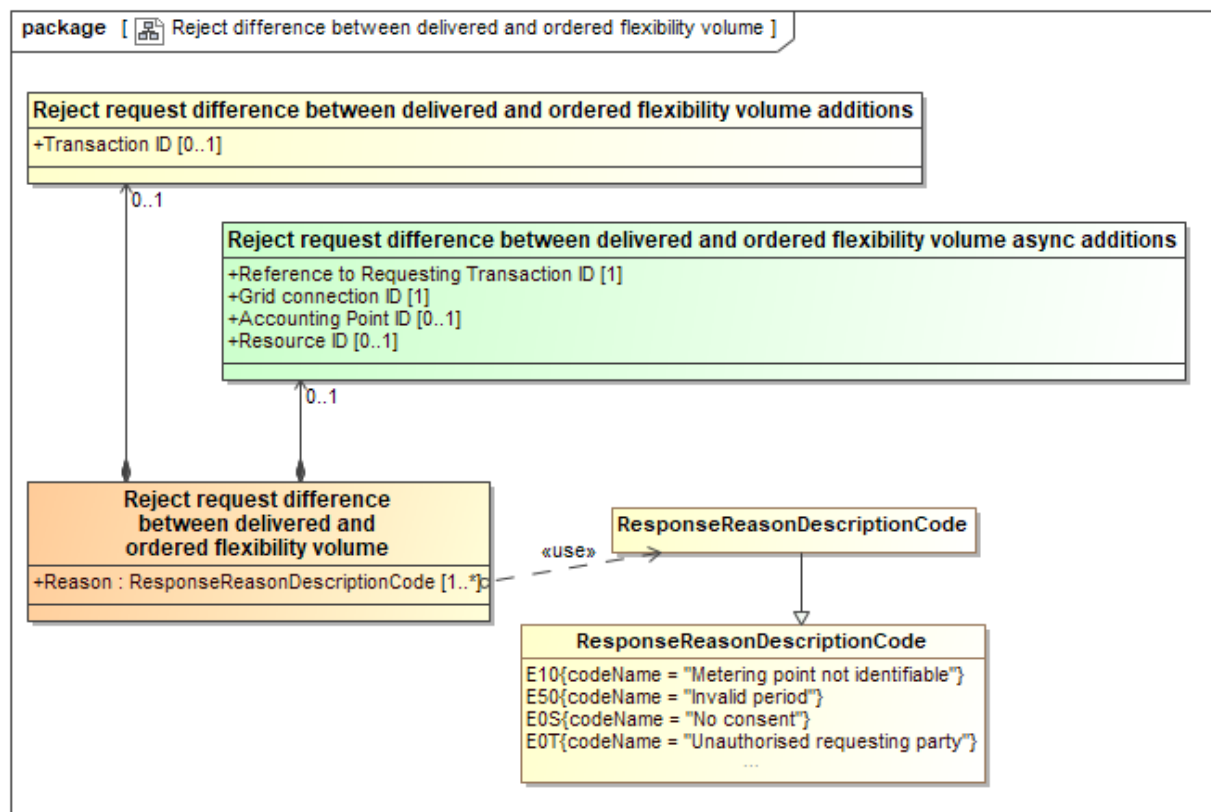 package [ Reject difference between delivered and ordered flexibility volume ]
Reject request difference between delivered and ordered flexibility volume additions
+Transaction ID [0..1]
0..1
Reject request difference between delivered and ordered flexibility volume async additions
+Reference to Requesting Transaction ID [1]
+Grid connection ID [1]
+Accounting Point ID [0..1]
+Resource ID [0..1]
0..1
Reject request difference
between delivered and
ordered flexibility volume
+Reason : ResponseReasonDescriptionCode [1..*]
«use»
ResponseReasonDescriptionCode
ResponseReasonDescriptionCode
E10{codeName = "Metering point not identifiable"}
E50{codeName = "Invalid period"}
E0S{codeName = "No consent"}
E0T{codeName = "Unauthorised requesting party"}
...